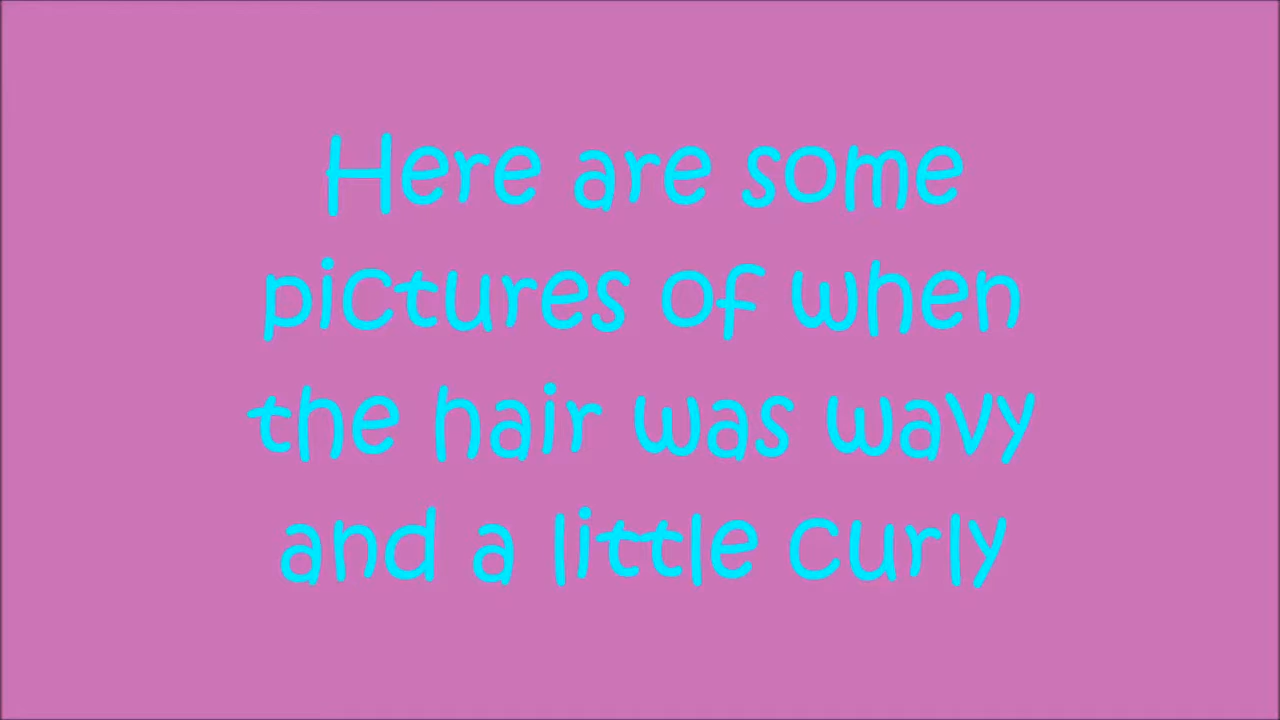 Here are some
pictures of when
the hair was wavy
and a little curly